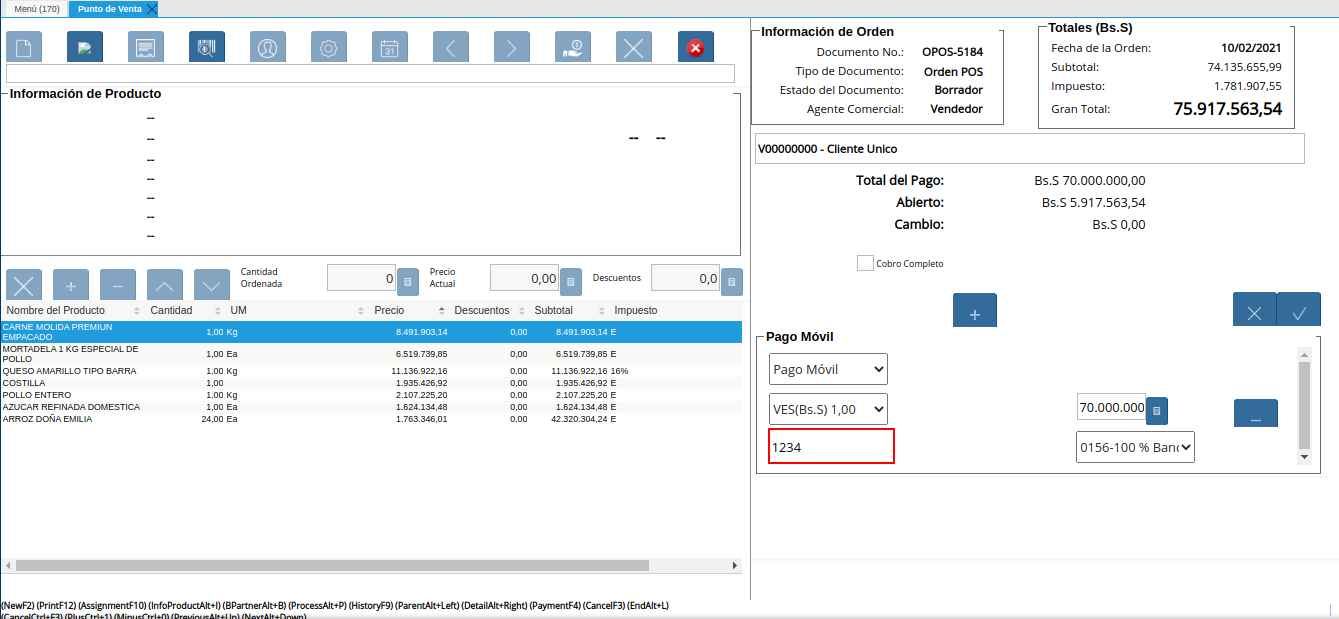 Menú (170)
Punto de Venta
31
Información de Producto
--
-- -- --
--
--
--
--
--
Cantidad Ordenada 0 Precio Actual 0,00 Descuentos 0,0
Nombre del Producto Cantidad UM Precio Descuentos Subtotal Impuesto
CARNE MOLIDA PREMIUN EMPACADO 1,00 Kg 8.491.903,14 0,00 8.491.903,14 E
MORTADELA 1 KG ESPECIAL DE POLLO 1,00 Ea 6.519.739,85 0,00 6.519.739,85 E
QUESO AMARILLO TIPO BARRA 1,00 Kg 11.136.922,16 0,00 11.136.922,16 16%
COSTILLA 1,00 1.935.426,92 0,00 1.935.426,92 E
POLLO ENTERO 1,00 Kg 2.107.225,20 0,00 2.107.225,20 E
AZUCAR REFINADA DOMESTICA 1,00 Ea 1.624.134,48 0,00 1.624.134,48 E
ARROZ DOÑA EMILIA 24,00 Ea 1.763.346,01 0,00 42.320.304,24 E
(NewF2) (PrintF12) (AssignmentF10) (InfoProductAlt+I) (BPartnerAlt+B) (ProcessAlt+P) (HistoryF9) (ParentAlt+Left) (DetailAlt+Right) (PaymentF4) (CancelF3) (EndAlt+L)
(CancelCtrl+F3) (PlusCtrl+1) (MinusCtrl+0) (PreviousAlt+Up) (NextAlt+Down)
Información de Orden
Documento No.: OPOS-5184
Tipo de Documento: Orden POS
Estado del Documento: Borrador
Agente Comercial: Vendedor
Totales (Bs.S)
Fecha de la Orden: 10/02/2021
Subtotal: 74.135.655,99
Impuesto: 1.781.907,55
Gran Total: 75.917.563,54
V00000000 - Cliente Unico
Total del Pago: Bs.S 70.000.000,00
Abierto: Bs.S 5.917.563,54
Cambio: Bs.S 0,00
Cobro Completo
Pago Móvil
Pago Móvil
VES(Bs.S) 1,00 70.000.000
1234 0156-100 % Banc